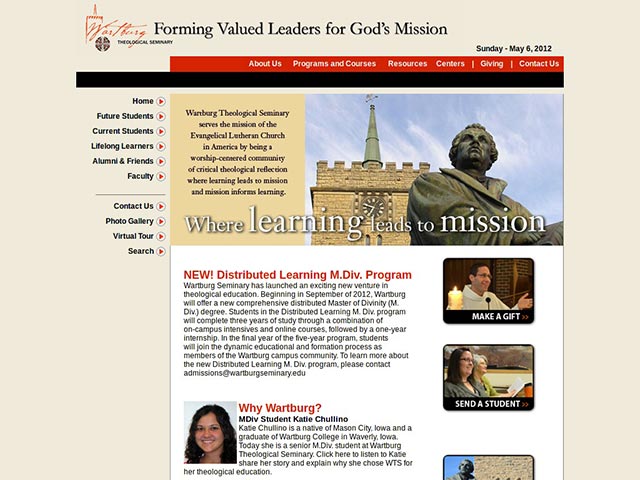 Wartburg
THEOLOGICAL SEMINARY
Forming Valued Leaders for God's Mission
Sunday - May 6, 2012
About Us Programs and Courses Resources Centers | Giving | Contact Us
Home
Future Students
Current Students
Lifelong Learners
Alumni & Friends
Faculty
Contact Us
Photo Gallery
Virtual Tour
Search
Wartburg Theological Seminary
serves the mission of the
Evangelical Lutheran Church
in America by being a
worship-centered community
of critical theological reflection
where learning leads to mission
and mission informs learning.
Where learning leads to mission
NEW! Distributed Learning M.Div. Program
Wartburg Seminary has launched an exciting new venture in
theological education. Beginning in September of 2012, Wartburg
will offer a new comprehensive distributed Master of Divinity (M.
Div.) degree. Students in the Distributed Learning M. Div. program
will complete three years of study through a combination of
on-campus intensives and online courses, followed by a one-year
internship. In the final year of the five-year program, students
will join the dynamic educational and formation process as
members of the Wartburg campus community. To learn more about
the new Distributed Learning M. Div. program, please contact
admissions@wartburgseminary.edu
MAKE A GIFT >>
SEND A STUDENT >>
Why Wartburg?
MDiv Student Katie Chullino
Katie Chullino is a native of Mason City, Iowa and a
graduate of Wartburg College in Waverly, Iowa.
Today she is a senior M.Div. student at Wartburg
Theological Seminary. Click here to listen to Katie
share her story and explain why she chose WTS for
her theological education.